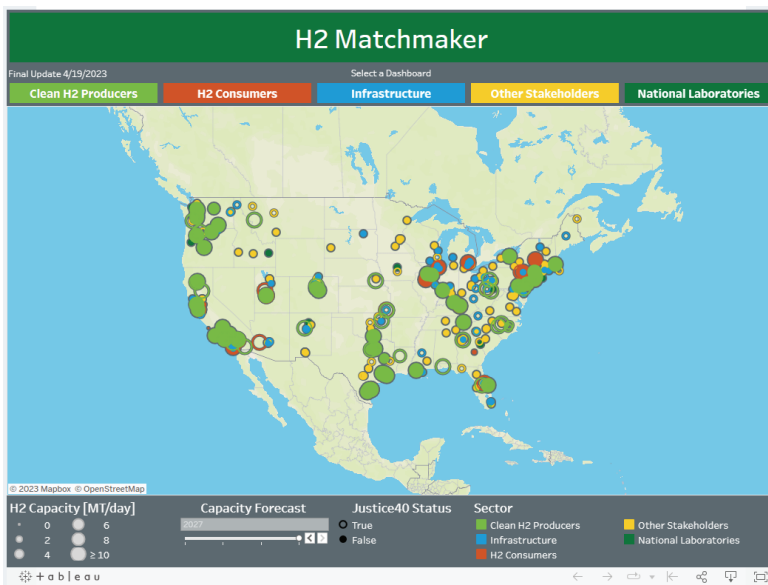 H2 Matchmaker
Final Update 4/19/2023
Select a Dashboard
Clean H2 Producers
H2 Consumers
Infrastructure
Other Stakeholders
National Laboratories
© 2023 Mapbox © OpenStreetMap
H2 Capacity [MT/day]
0
6
2
8
4
≥ 10
Capacity Forecast
2027
Justice40 Status
True
False
Sector
Clean H2 Producers
Other Stakeholders
Infrastructure
National Laboratories
H2 Consumers
+ableau